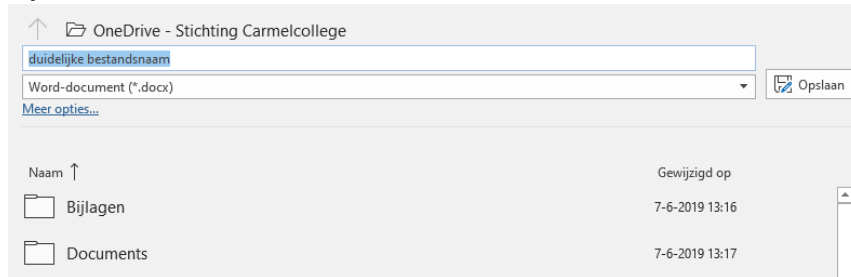 OneDrive - Stichting Carmelcollege
duidelijke bestandsnaam
Word-document (*.docx)
Opslaan
Meer opties...
Naam ↑ Gewijzigd op
Bijlagen 7-6-2019 13:16
Documents 7-6-2019 13:17